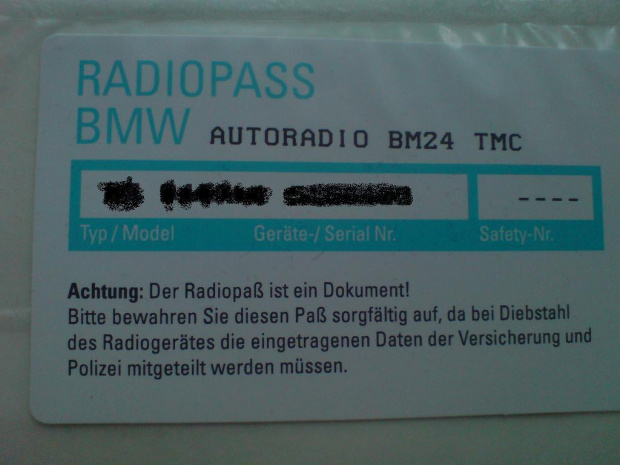 RADIOPASS
BMW AUTORADIO BM24 TMC
----
Typ / Model Geräte-/ Serial Nr. Safety-Nr.
Achtung: Der Radiopaß ist ein Dokument!
Bitte bewahren Sie diesen Paß sorgfältig auf, da bei Diebstahl
des Radiogerätes die eingetragenen Daten der Versicherung und
Polizei mitgeteilt werden müssen.